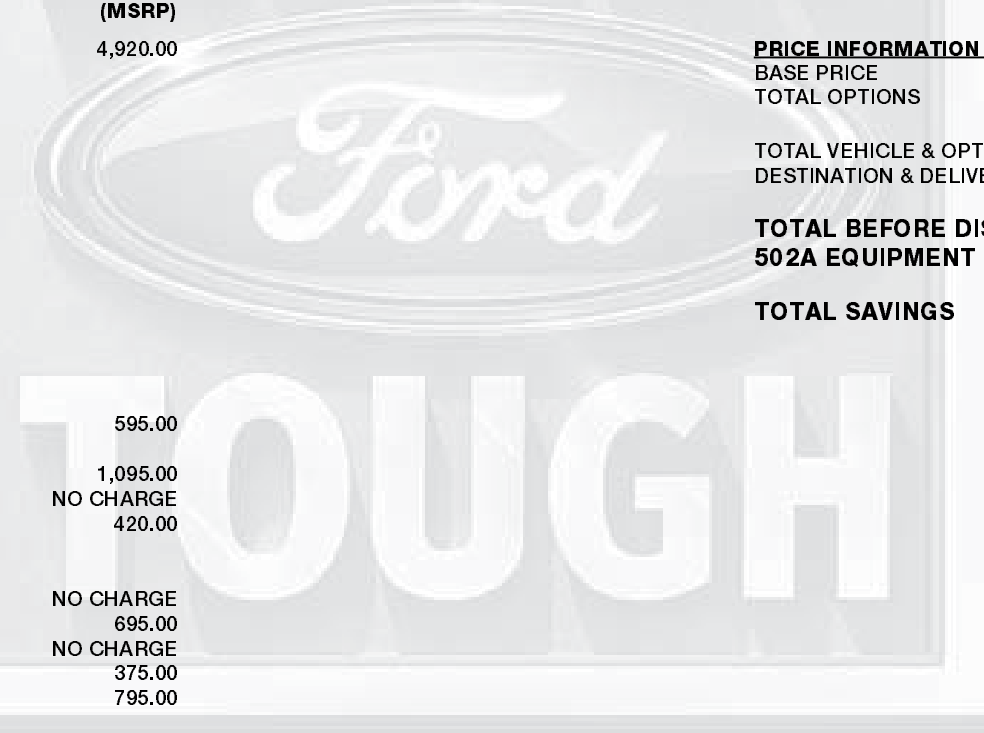 (MSRP)
4,920.00
595.00
1,095.00
NO CHARGE
420.00
NO CHARGE
695.00
NO CHARGE
375.00
795.00
Ford
TOUGH
PRICE INFORMATION
BASE PRICE
TOTAL OPTIONS
TOTAL VEHICLE & OPT
DESTINATION & DELIVE
TOTAL BEFORE DIS
502A EQUIPMENT
TOTAL SAVINGS